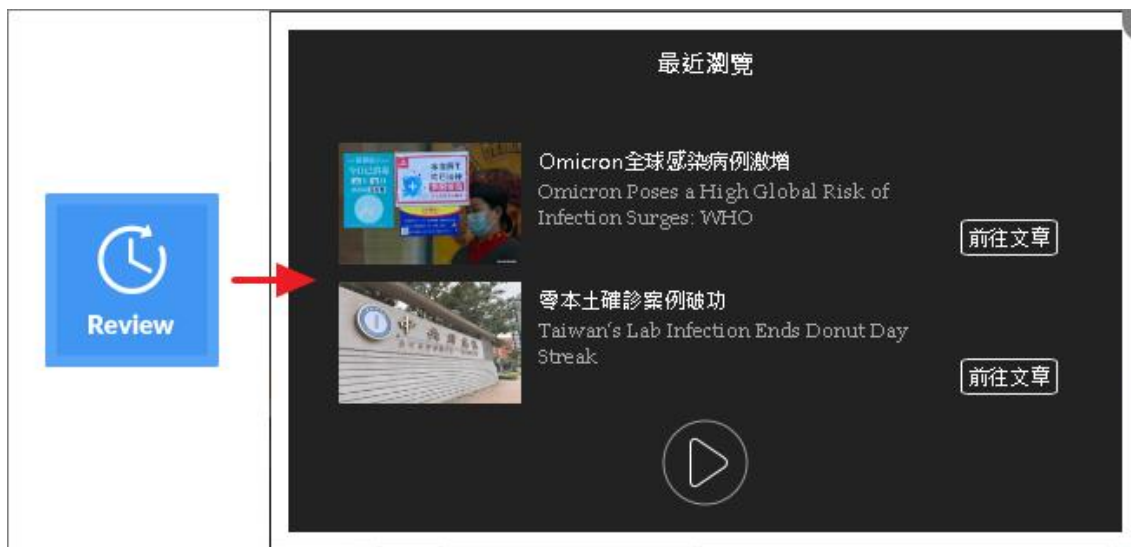 Review
最近瀏覽
Omicron全球感染病例激增
Omicron Poses a High Global Risk of
Infection Surges: WHO
前往文章
零本土確診案例破功
Taiwan's Lab Infection Ends Donut Day
Streak
前往文章